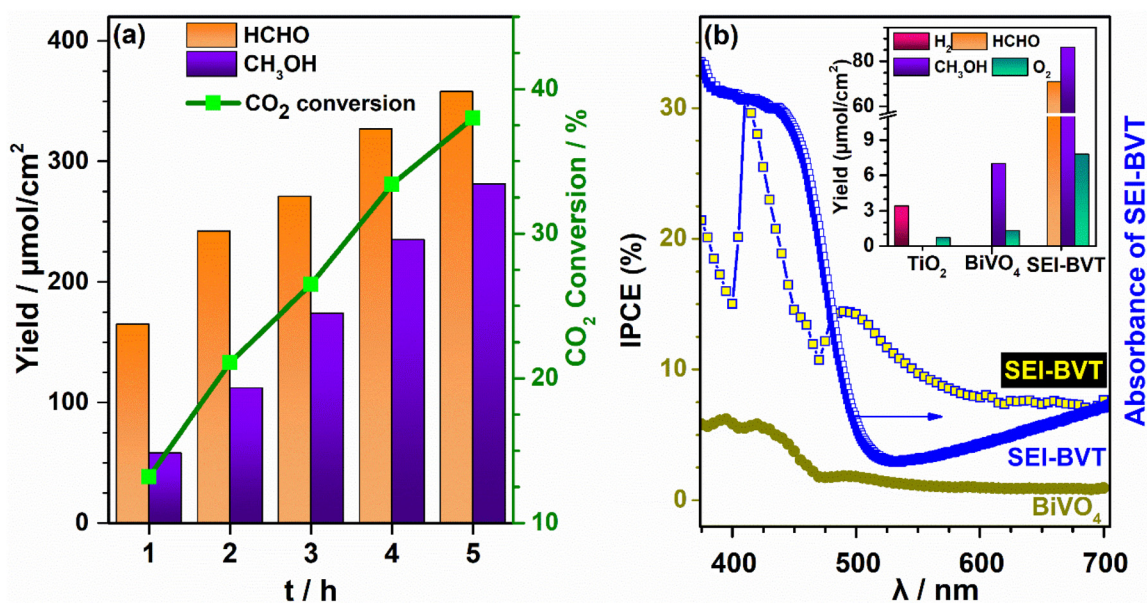 (a)
HCHO
CH₃OH
CO₂ conversion
400
300
200
100
0
Yield / μmol/cm²
40
30
20
10
CO₂ Conversion / %
1 2 3 4 5
t / h
(b)
H₂ HCHO
CH₃OH O₂
80
60
9
6
3
0
Yield (μmol/cm²)
TiO₂ BiVO₄ SEI-BVT
30
20
10
0
IPCE (%)
SEI-BVT
SEI-BVT
BiVO₄
Absorbance of SEI-BVT
400 500 600 700
λ / nm